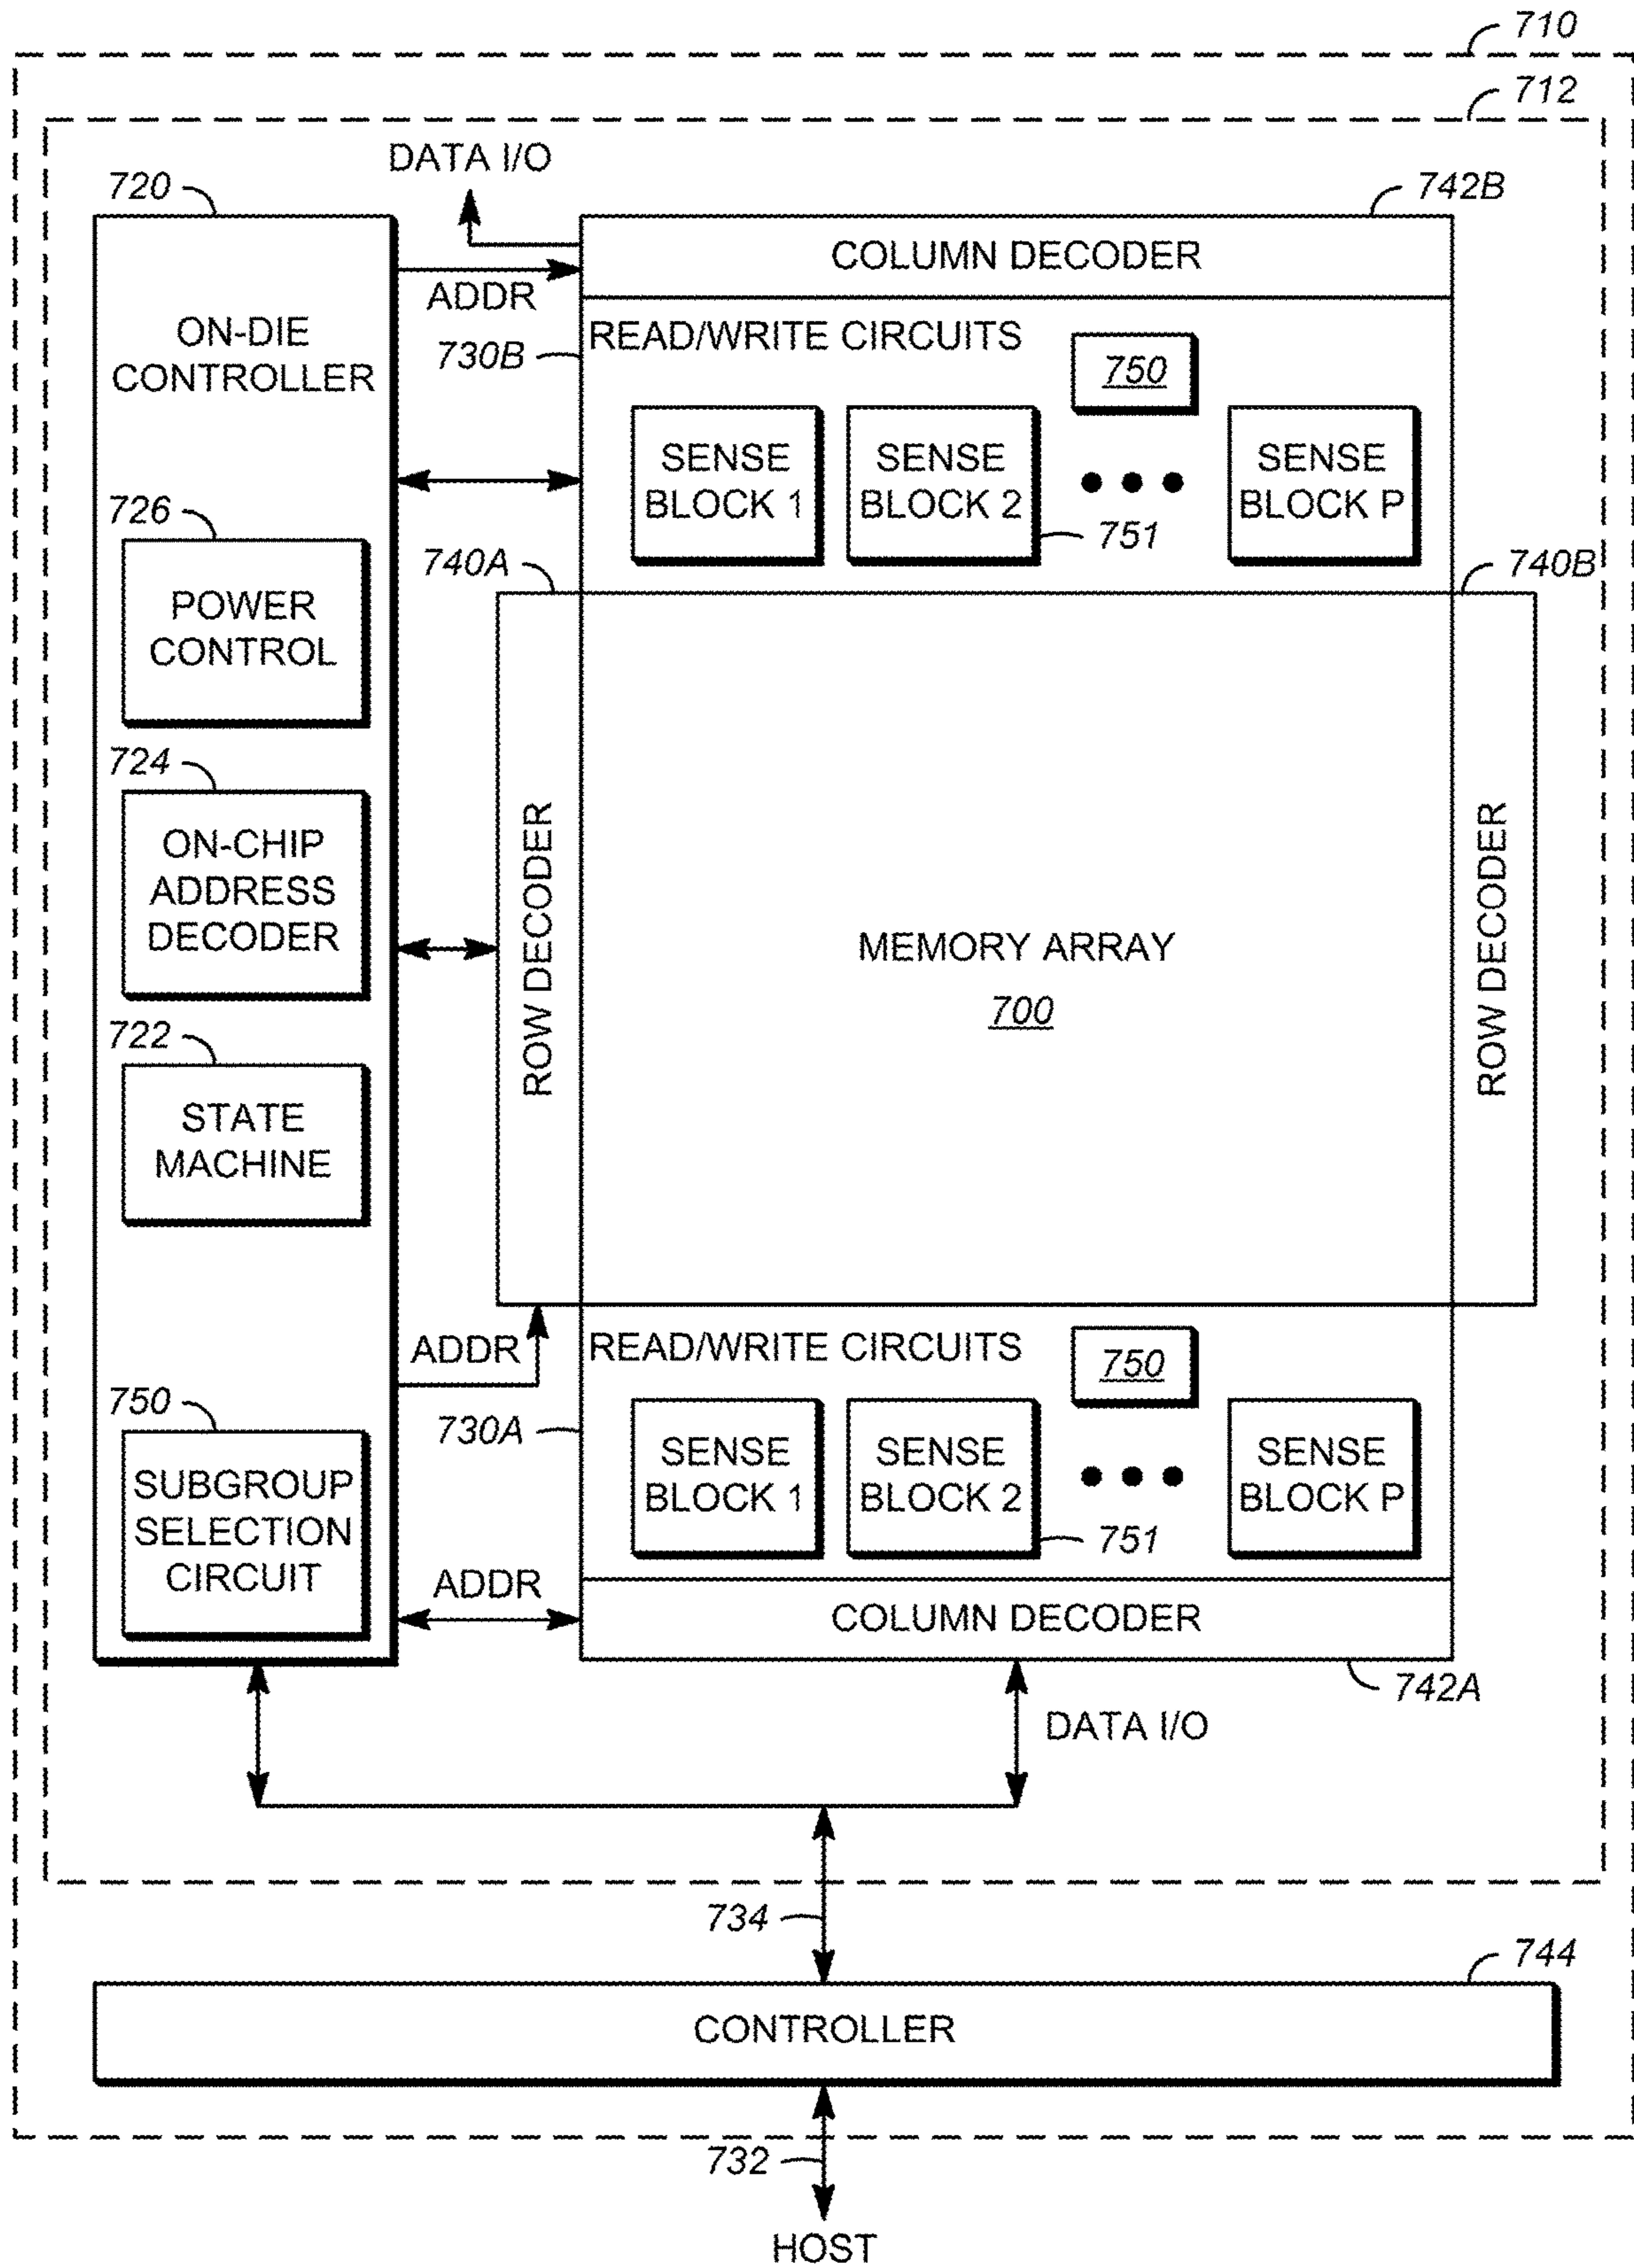 710
712
DATA I/O
720
742B
COLUMN DECODER
ADDR
ON-DIE
CONTROLLER
READ/WRITE CIRCUITS
730B
750
SENSE
BLOCK 1
SENSE
BLOCK 2
SENSE
BLOCK P
751
726
POWER
CONTROL
740A
740B
724
ON-CHIP
ADDRESS
DECODER
ROW DECODER
MEMORY ARRAY
700
ROW DECODER
722
STATE
MACHINE
ADDR
READ/WRITE CIRCUITS
750
730A
SENSE
BLOCK 1
SENSE
BLOCK 2
SENSE
BLOCK P
751
750
SUBGROUP
SELECTION
CIRCUIT
ADDR
COLUMN DECODER
742A
DATA I/O
734
744
CONTROLLER
732
HOST